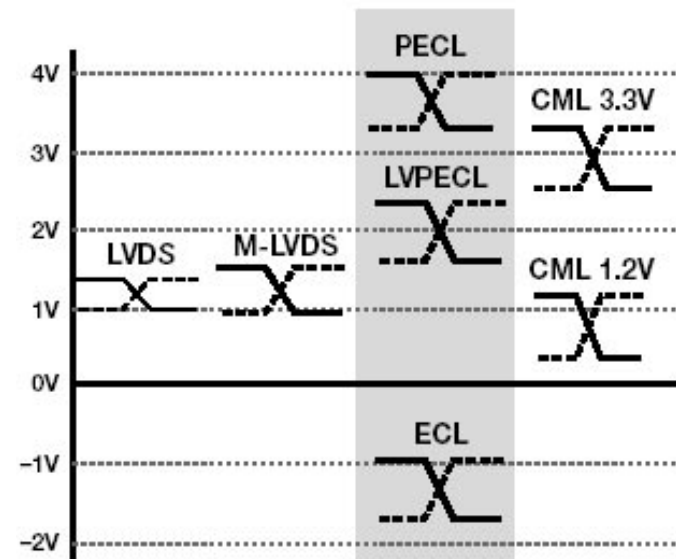 PECL
4V
CML 3.3V
3V
LVPECL
2V
LVDS
M-LVDS
CML 1.2V
1V
0V
ECL
–1V
–2V